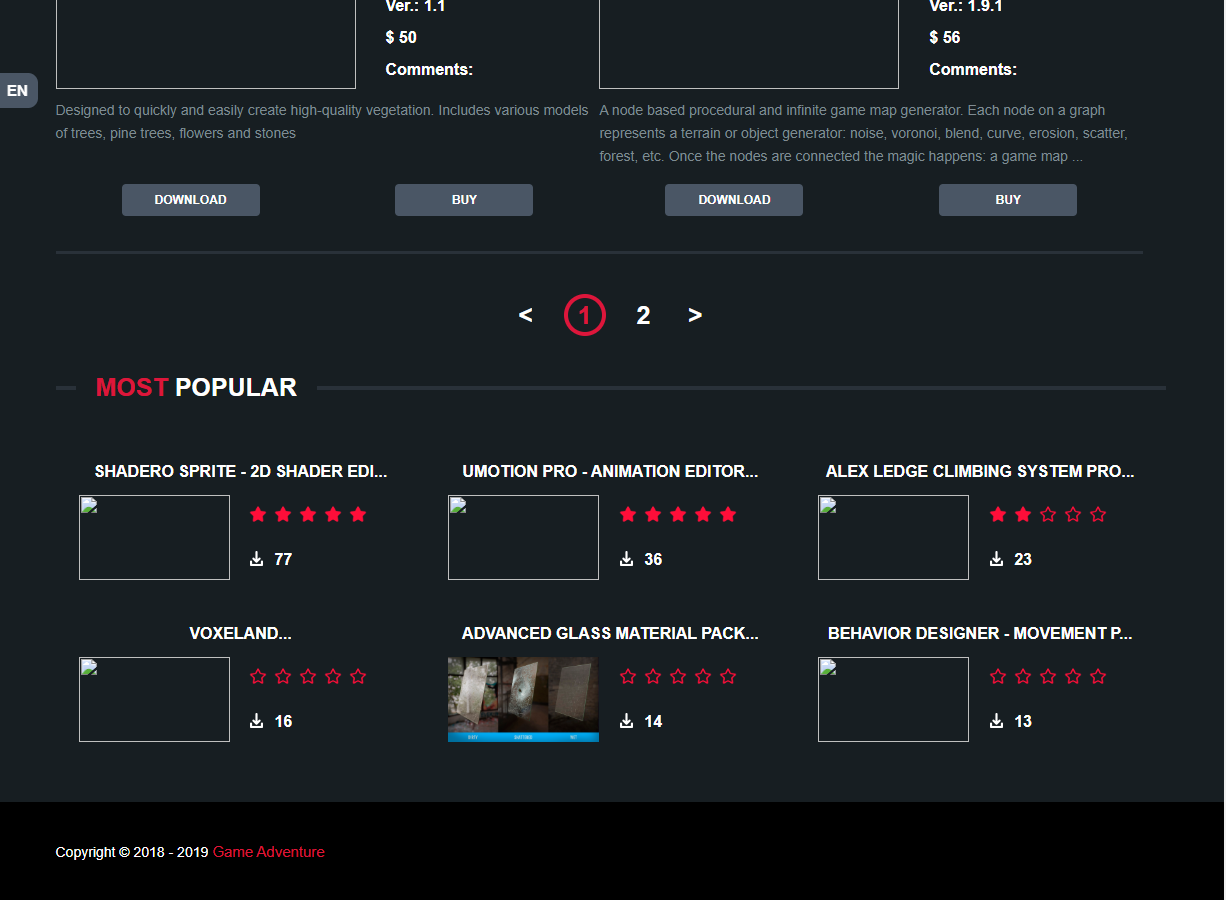 Ver.: 1.1
$ 50
Comments:
Ver.: 1.9.1
$ 56
Comments:
EN
Designed to quickly and easily create high-quality vegetation. Includes various models
of trees, pine trees, flowers and stones
A node based procedural and infinite game map generator. Each node on a graph
represents a terrain or object generator: noise, voronoi, blend, curve, erosion, scatter,
forest, etc. Once the nodes are connected the magic happens: a game map ...
DOWNLOAD
BUY
DOWNLOAD
BUY
< 1 2 >
MOST POPULAR
SHADERO SPRITE - 2D SHADER EDI...
77
UMOTION PRO - ANIMATION EDITOR...
36
ALEX LEDGE CLIMBING SYSTEM PRO...
23
VOXELAND...
16
ADVANCED GLASS MATERIAL PACK...
14
BEHAVIOR DESIGNER - MOVEMENT P...
13
Copyright © 2018 - 2019 Game Adventure